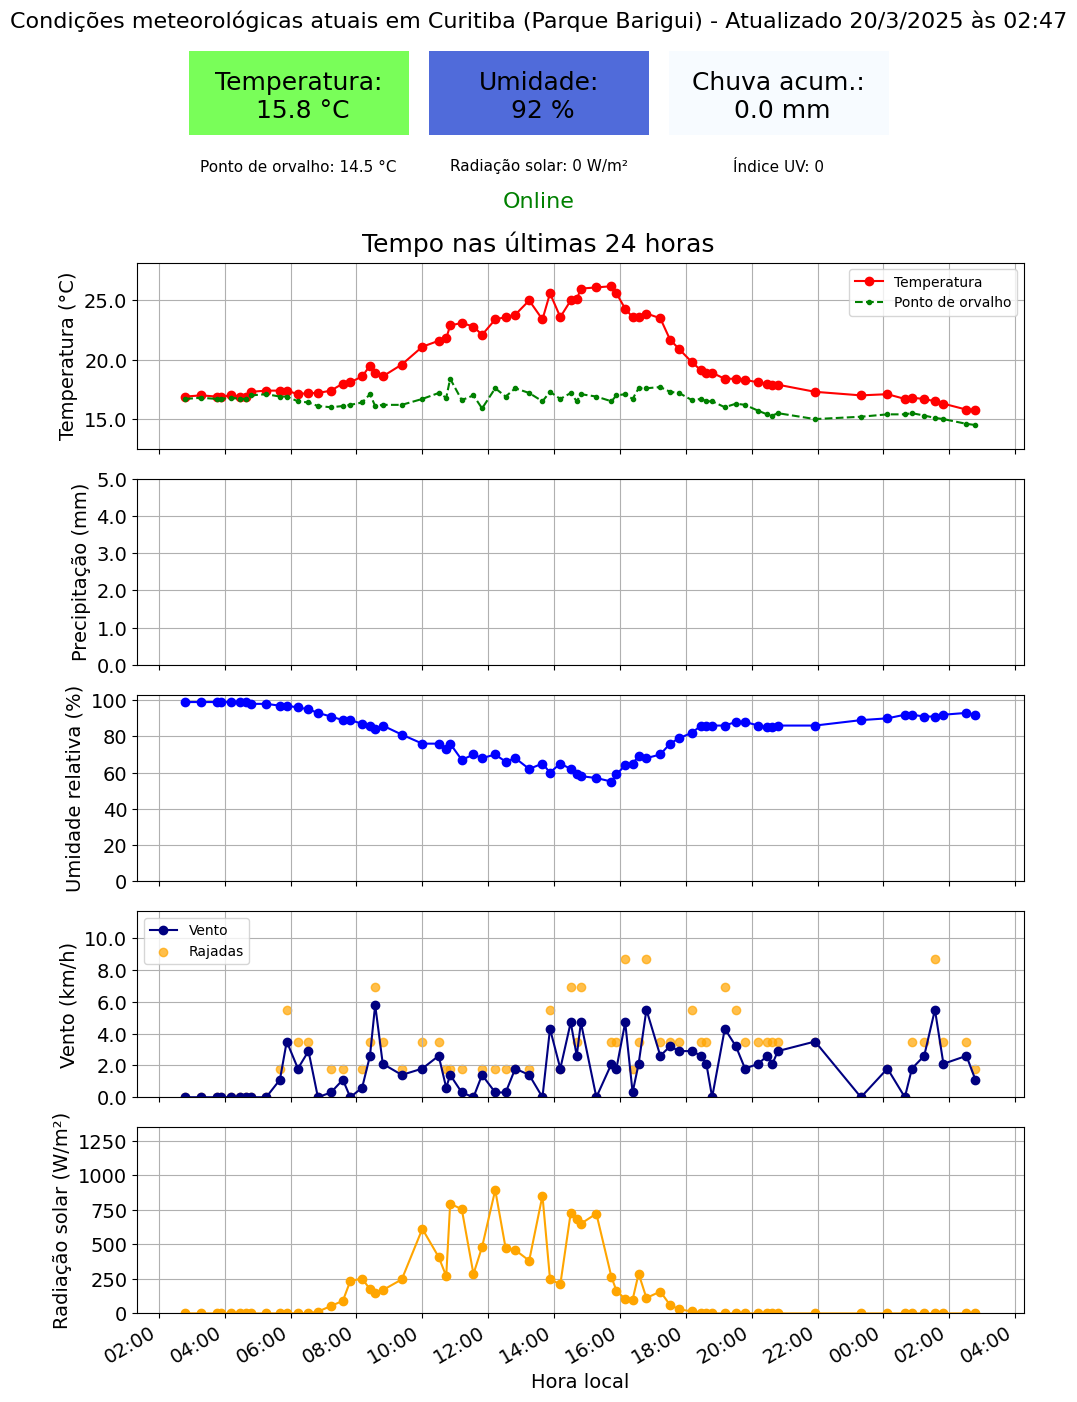 Condições meteorológicas atuais em Curitiba (Parque Barigui) - Atualizado 20/3/2025 às 02:47
Temperatura:
15.8 °C
Umidade:
92 %
Chuva acum.:
0.0 mm
Ponto de orvalho: 14.5 °C
Radiação solar: 0 W/m²
Índice UV: 0
Online
Tempo nas últimas 24 horas
Temperatura (°C)
25.0
20.0
15.0
Temperatura
Ponto de orvalho
Precipitação (mm)
5.0
4.0
3.0
2.0
1.0
0.0
Umidade relativa (%)
100
80
60
40
20
0
Vento (km/h)
10.0
8.0
6.0
4.0
2.0
0.0
Vento
Rajadas
Radiação solar (W/m²)
1250
1000
750
500
250
0
02:00
04:00
06:00
08:00
10:00
12:00
14:00
16:00
18:00
20:00
22:00
00:00
02:00
04:00
Hora local